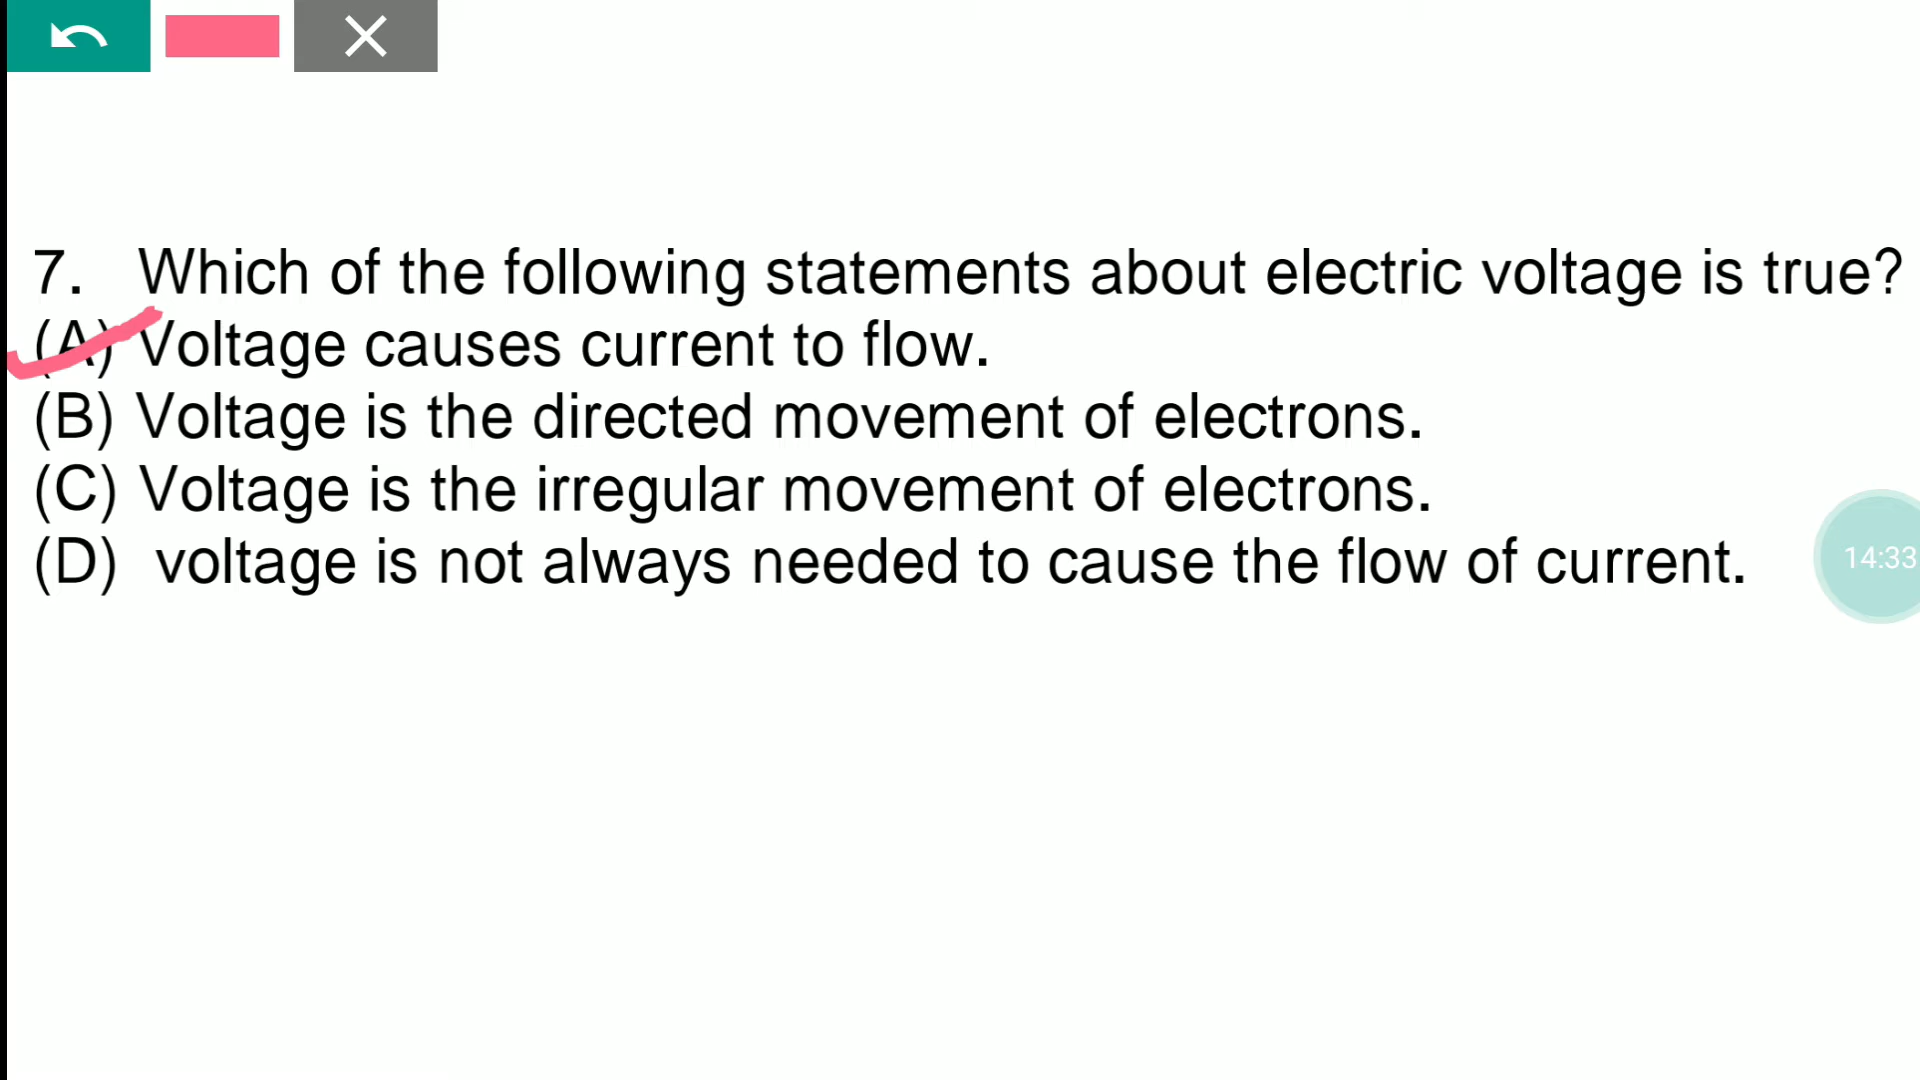 7. Which of the following statements about electric voltage is true?
(A) Voltage causes current to flow.
(B) Voltage is the directed movement of electrons.
(C) Voltage is the irregular movement of electrons.
(D) voltage is not always needed to cause the flow of current.
14:33